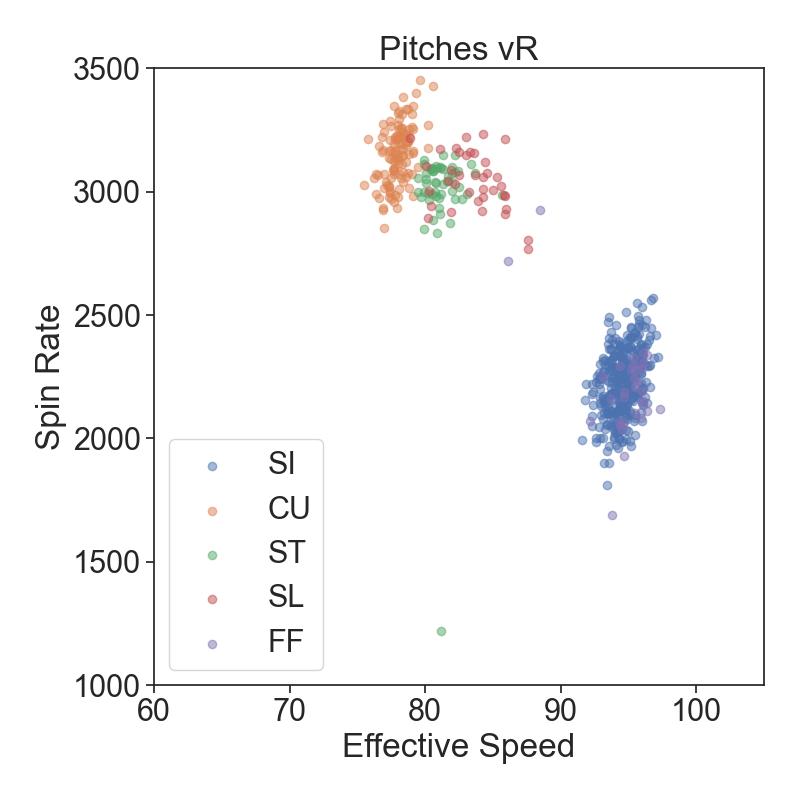 Pitches vR
3500
3000
2500
2000
1500
1000
Spin Rate
SI
CU
ST
SL
FF
60 70 80 90 100
Effective Speed